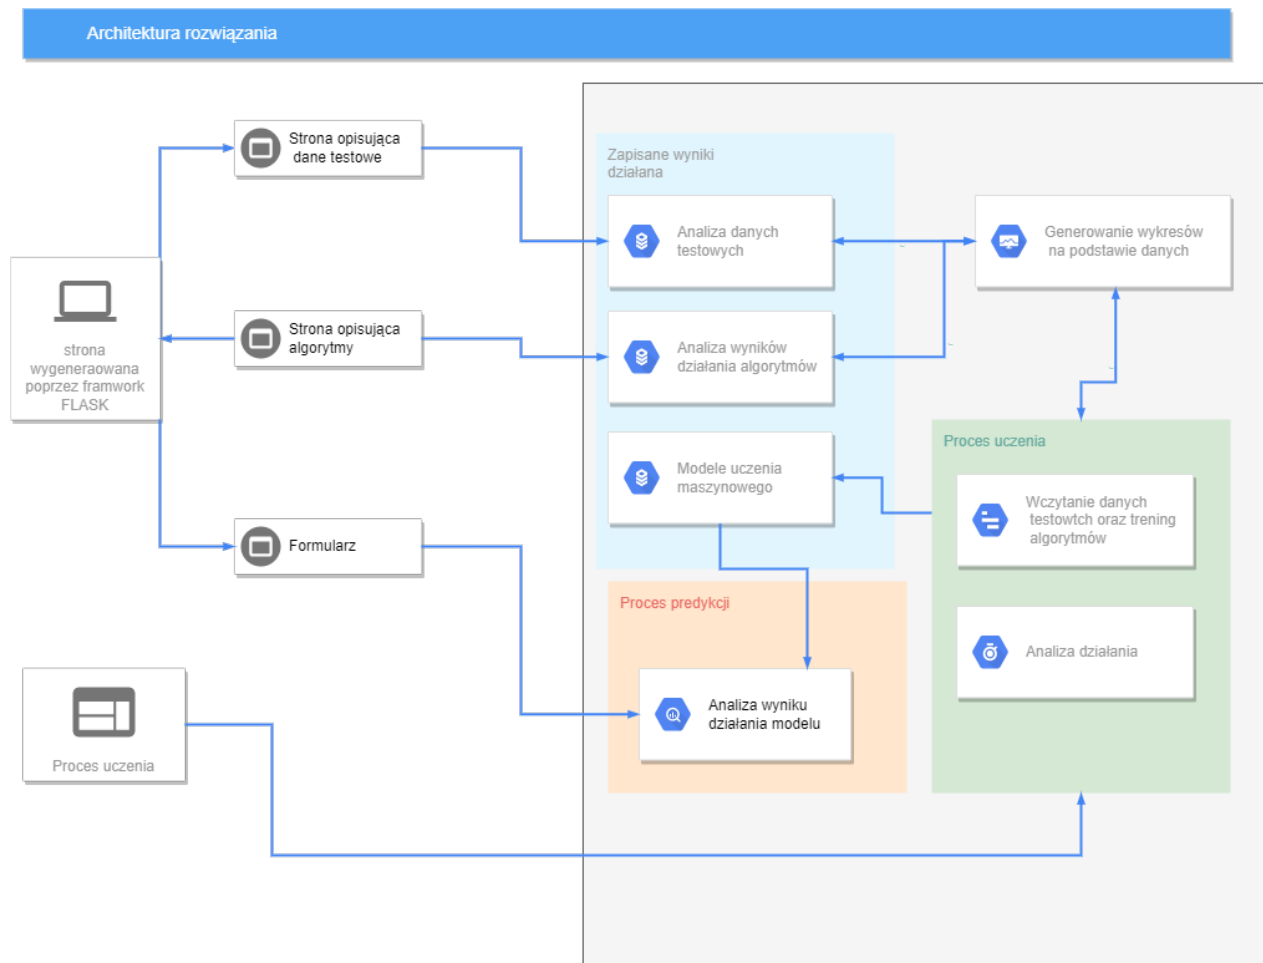 Architektura rozwiązania
Strona opisująca
dane testowe
Zapisane wyniki
działana
Analiza danych
testowych
Generowanie wykresów
na podstawie danych
strona
wygeneraowana
poprzez framwork
FLASK
Strona opisująca
algorytmy
Analiza wyników
działania algorytmów
Modele uczenia
maszynowego
Proces uczenia
Wczytanie danych
testowtch oraz trening
algorytmów
Formularz
Proces predykcji
Analiza działania
Analiza wyniku
działania modelu
Proces uczenia